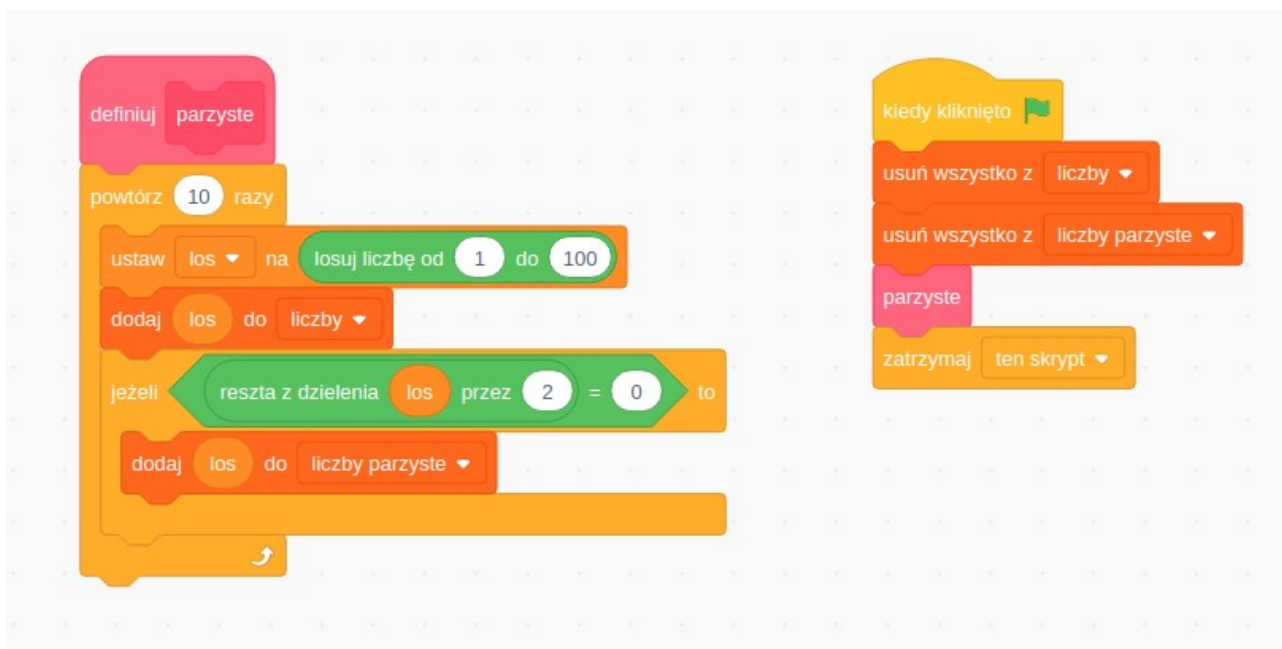 definiuj parzyste
powtórz 10 razy
ustaw los na losuj liczbę od 1 do 100
dodaj los do liczby
jeżeli reszta z dzielenia los przez 2 = 0 to
dodaj los do liczby parzyste
kiedy kliknięto
usuń wszystko z liczby
usuń wszystko z liczby parzyste
parzyste
zatrzymaj ten skrypt